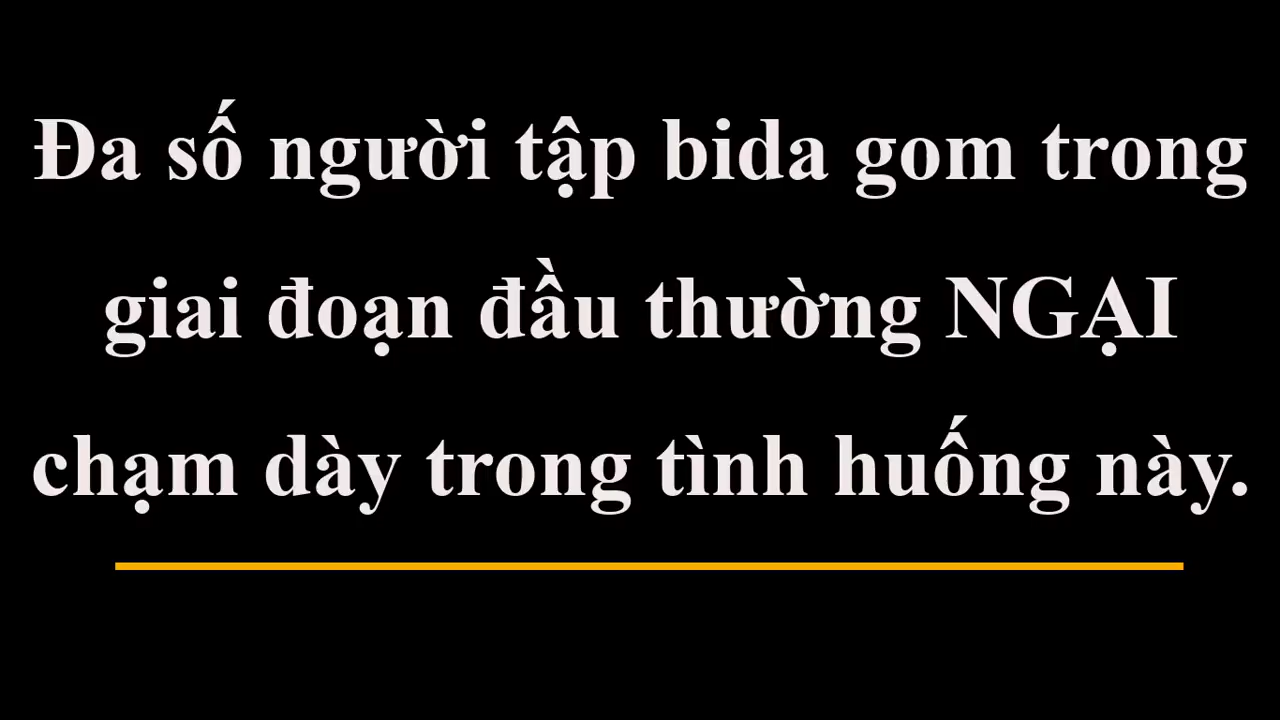 Đa số người tập bida gom trong
giai đoạn đầu thường NGẠI
chạm dày trong tình huống này.